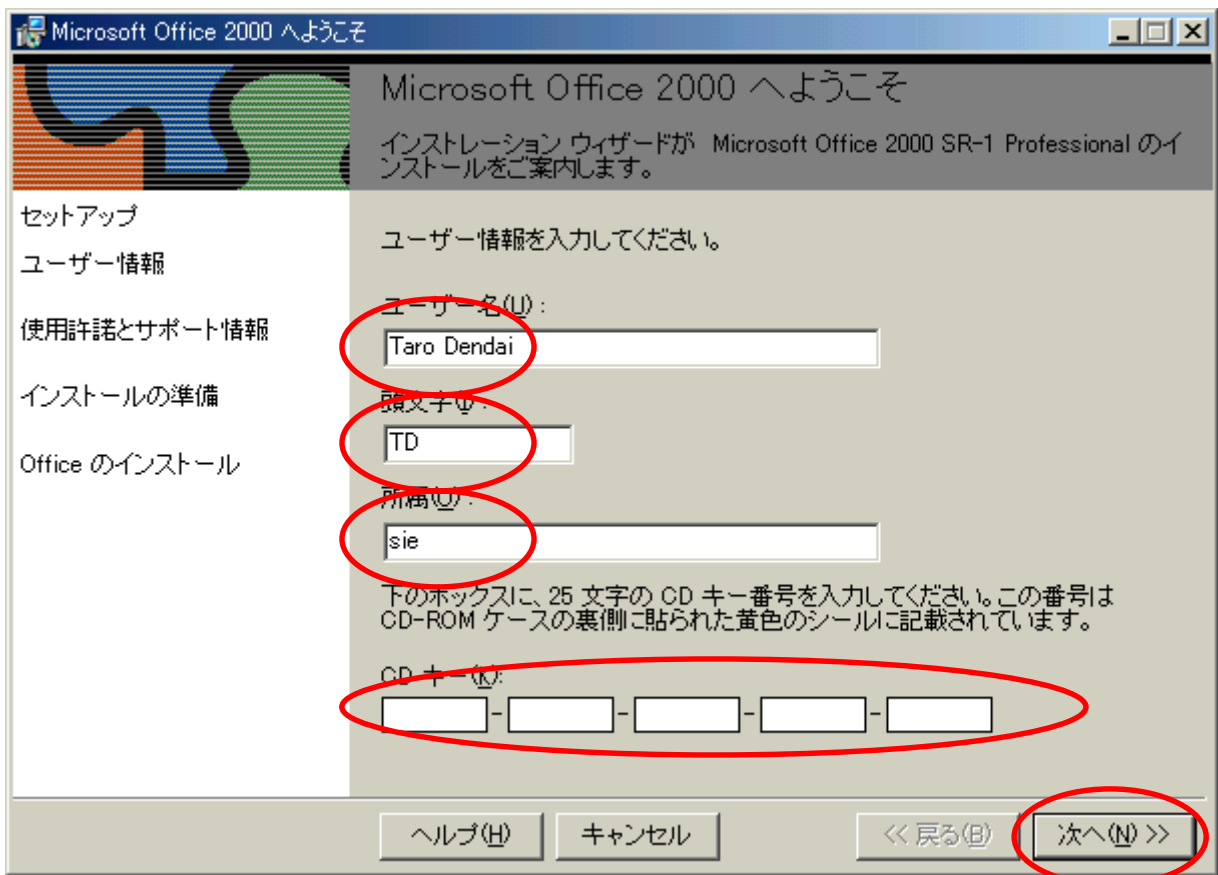 Microsoft Office 2000 へようこそ
Microsoft Office 2000 へようこそ
インストレーション ウィザードが Microsoft Office 2000 SR-1 Professional のイ
ンストールをご案内します。
セットアップ
ユーザー情報
使用許諾とサポート情報
インストールの準備
Office のインストール
ユーザー情報を入力してください。
ユーザー名(U) :
Taro Dendai
頭文字(I) :
TD
所属(O) :
sie
下のボックスに、25 文字の CD キー番号を入力してください。この番号は
CD-ROM ケースの裏側に貼られた黄色のシールに記載されています。
CD キー(K):
- - - -
ヘルプ(H) キャンセル << 戻る(B) 次へ(N) >>